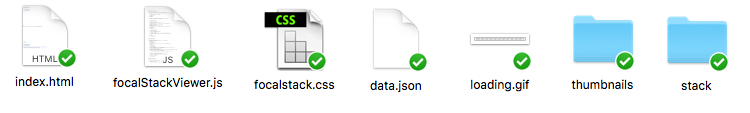 CSS
HTML
JS
index.html
focalStackViewer.js
focalstack.css
data.json
loading.gif
thumbnails
stack